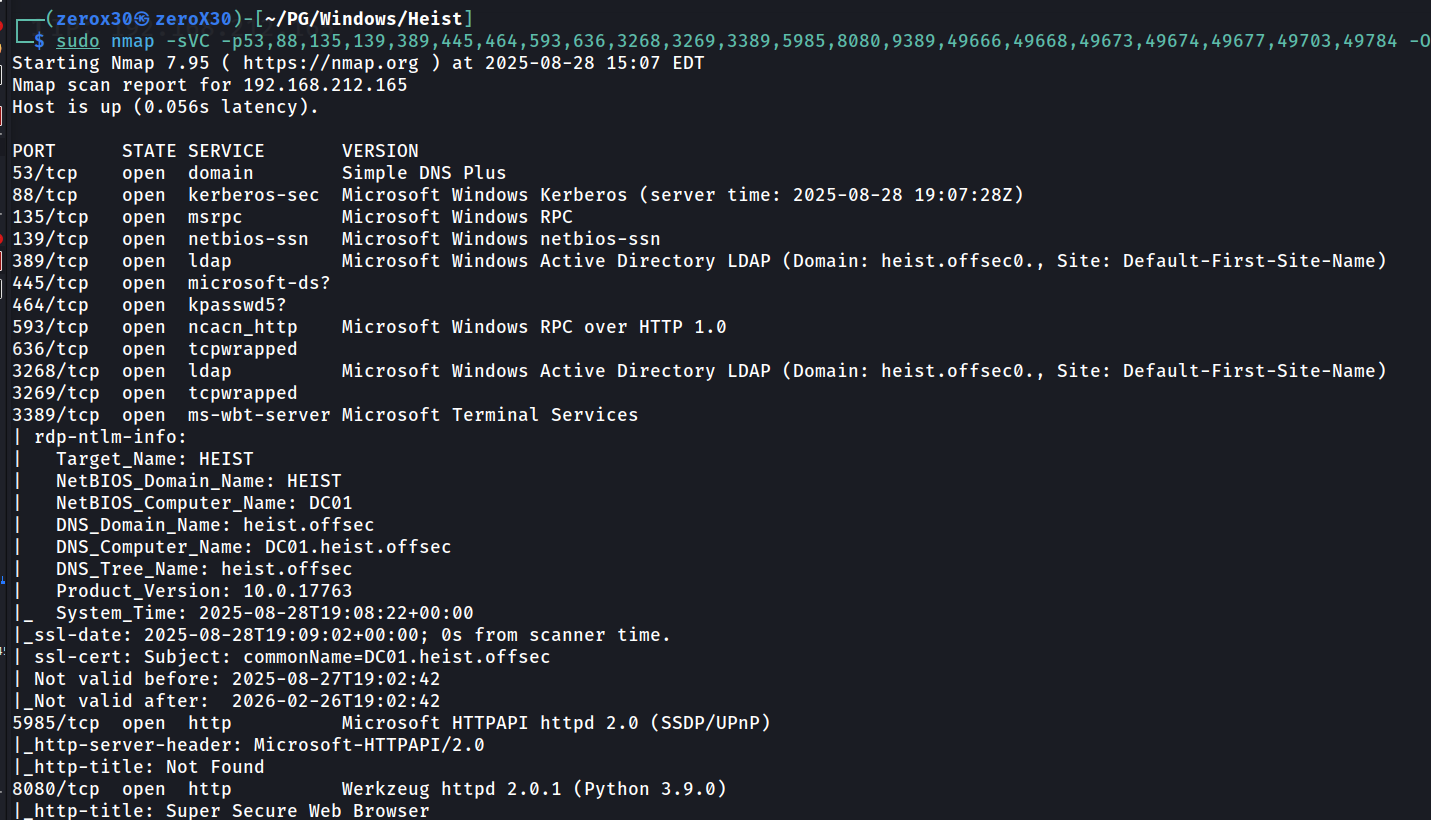 ┌──(zerox30㉿zeroX30)-[~/PG/Windows/Heist]
└─$ sudo nmap -sVC -p53,88,135,139,389,445,464,593,636,3268,3269,3389,5985,8080,9389,49666,49668,49673,49674,49677,49703,49784 -O
Starting Nmap 7.95 ( https://nmap.org ) at 2025-08-28 15:07 EDT
Nmap scan report for 192.168.212.165
Host is up (0.056s latency).
PORT      STATE SERVICE       VERSION
53/tcp    open  domain        Simple DNS Plus
88/tcp    open  kerberos-sec  Microsoft Windows Kerberos (server time: 2025-08-28 19:07:28Z)
135/tcp   open  msrpc         Microsoft Windows RPC
139/tcp   open  netbios-ssn   Microsoft Windows netbios-ssn
389/tcp   open  ldap          Microsoft Windows Active Directory LDAP (Domain: heist.offsec0., Site: Default-First-Site-Name)
445/tcp   open  microsoft-ds?
464/tcp   open  kpasswd5?
593/tcp   open  ncacn_http    Microsoft Windows RPC over HTTP 1.0
636/tcp   open  tcpwrapped
3268/tcp  open  ldap          Microsoft Windows Active Directory LDAP (Domain: heist.offsec0., Site: Default-First-Site-Name)
3269/tcp  open  tcpwrapped
3389/tcp  open  ms-wbt-server Microsoft Terminal Services
| rdp-ntlm-info:
|   Target_Name: HEIST
|   NetBIOS_Domain_Name: HEIST
|   NetBIOS_Computer_Name: DC01
|   DNS_Domain_Name: heist.offsec
|   DNS_Computer_Name: DC01.heist.offsec
|   DNS_Tree_Name: heist.offsec
|   Product_Version: 10.0.17763
|_  System_Time: 2025-08-28T19:08:22+00:00
|_ssl-date: 2025-08-28T19:09:02+00:00; 0s from scanner time.
| ssl-cert: Subject: commonName=DC01.heist.offsec
| Not valid before: 2025-08-27T19:02:42
|_Not valid after:  2026-02-26T19:02:42
5985/tcp  open  http          Microsoft HTTPAPI httpd 2.0 (SSDP/UPnP)
|_http-server-header: Microsoft-HTTPAPI/2.0
|_http-title: Not Found
8080/tcp  open  http          Werkzeug httpd 2.0.1 (Python 3.9.0)
|_http-title: Super Secure Web Browser